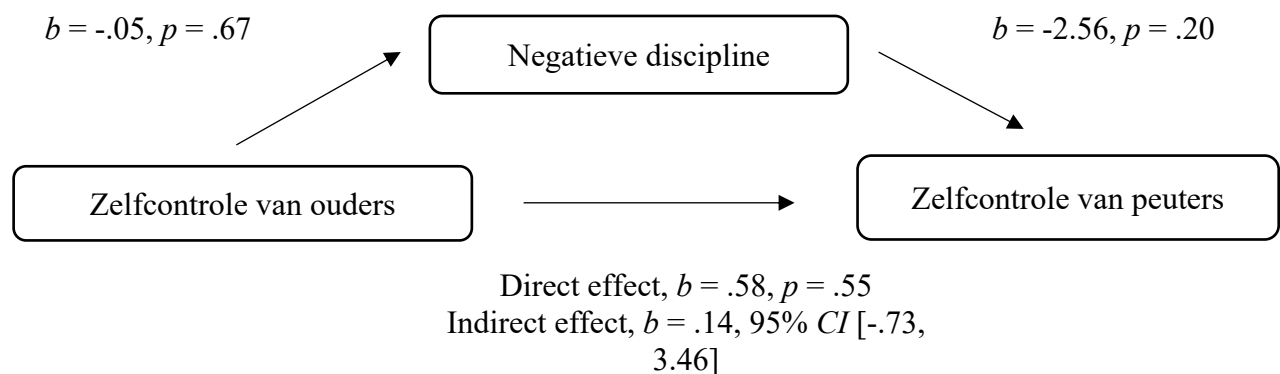 b = -.05, p = .67
b = -2.56, p = .20
Negatieve discipline
Zelfcontrole van ouders
Zelfcontrole van peuters
Direct effect, b = .58, p = .55
Indirect effect, b = .14, 95% CI [-.73,
3.46]